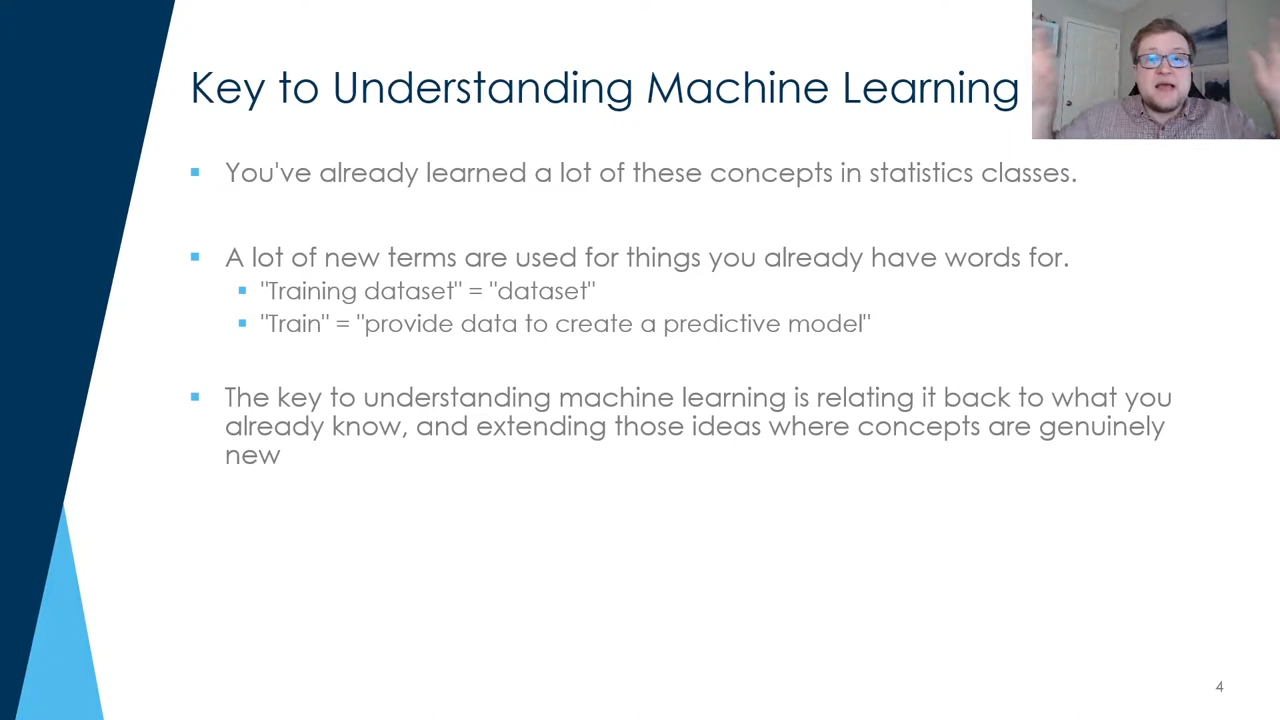 Key to Understanding Machine Learning
You've already learned a lot of these concepts in statistics classes.
A lot of new terms are used for things you already have words for.
"Training dataset" = "dataset"
"Train" = "provide data to create a predictive model"
The key to understanding machine learning is relating it back to what you
already know, and extending those ideas where concepts are genuinely
new
4